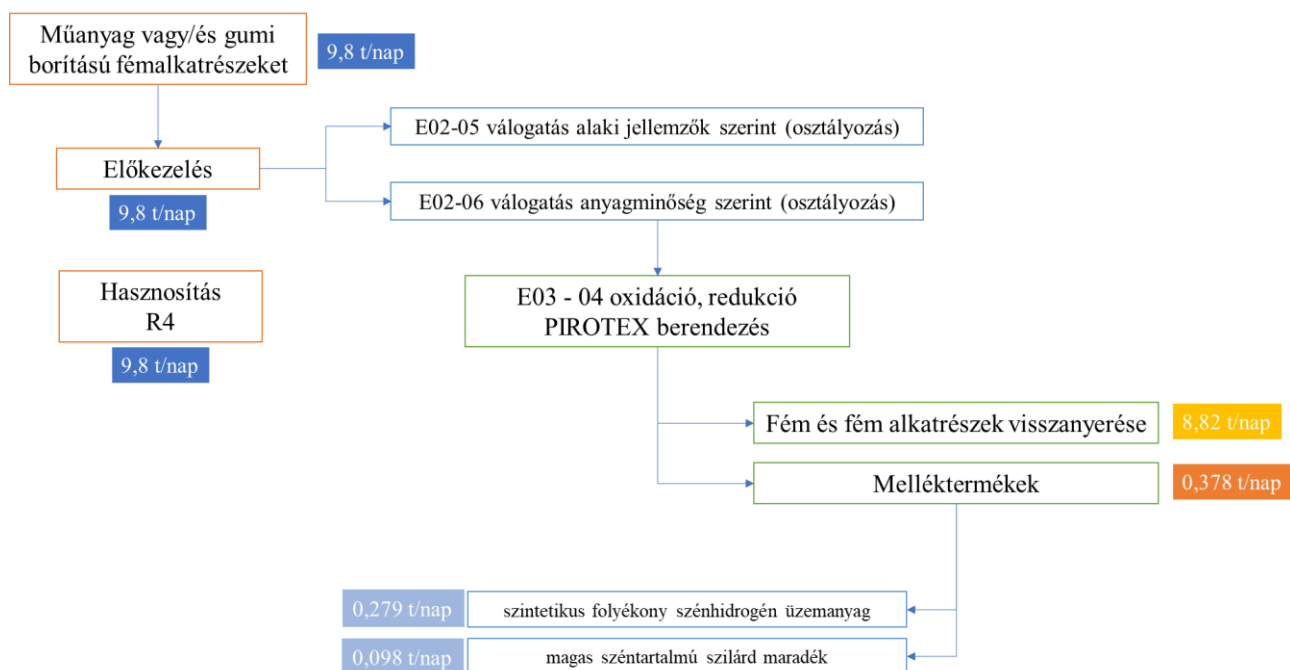 Műanyag vagy/és gumi
borítású fémalkatrészeket
9,8 t/nap
E02-05 válogatás alaki jellemzők szerint (osztályozás)
Előkezelés
E02-06 válogatás anyagminőség szerint (osztályozás)
9,8 t/nap
Hasznosítás
R4
9,8 t/nap
E03 - 04 oxidáció, redukció
PIROTEX berendezés
Fém és fém alkatrészek visszanyerése
8,82 t/nap
Melléktermékek
0,378 t/nap
0,279 t/nap
szintetikus folyékony szénhidrogén üzemanyag
0,098 t/nap
magas széntartalmú szilárd maradék